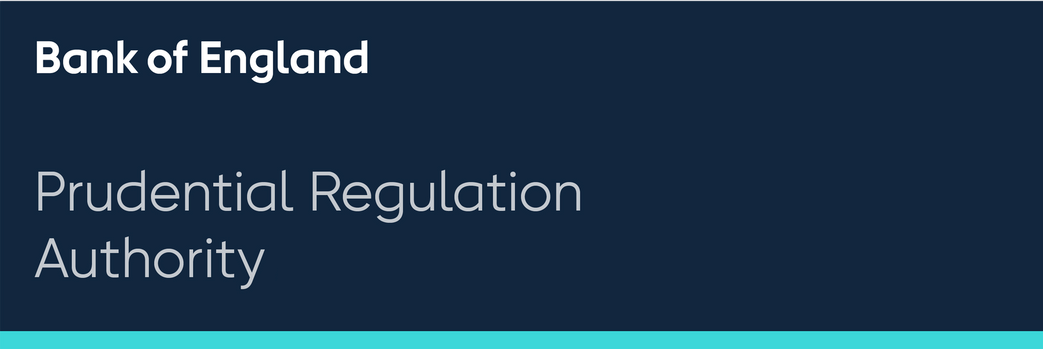 Bank of England
Prudential Regulation
Authority